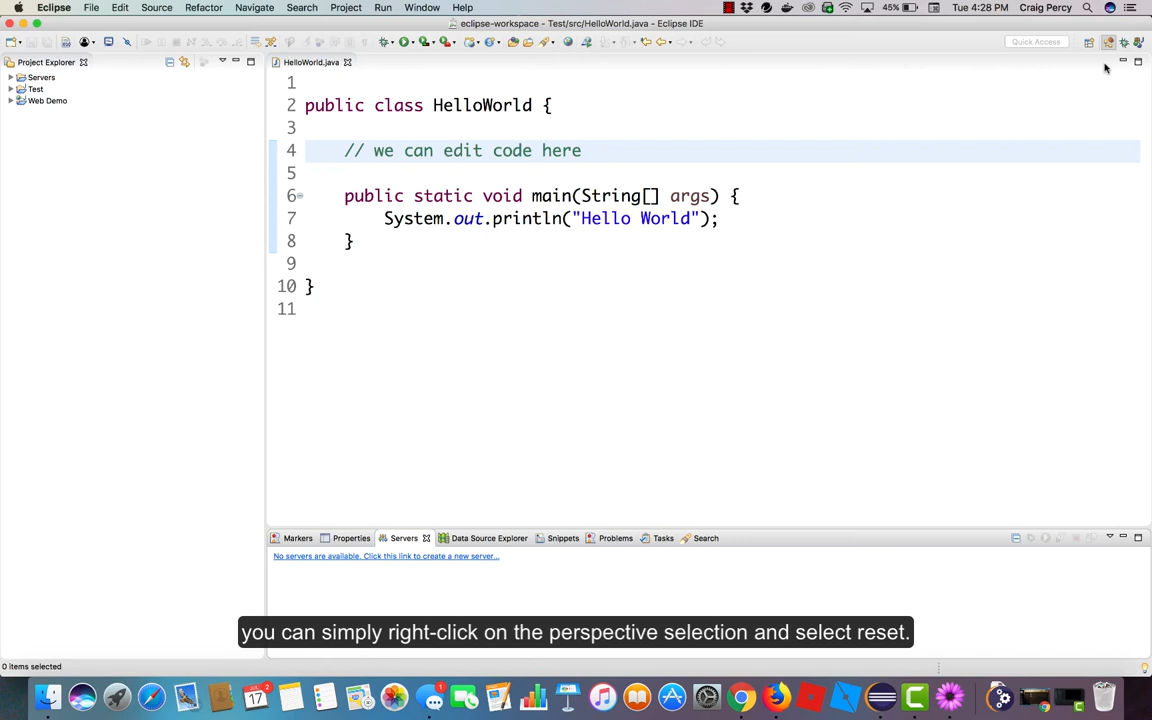 Eclipse File Edit Source Refactor Navigate Search Project Run Window Help 45% Tue 4:28 PM Craig Percy
eclipse-workspace - Test/src/HelloWorld.java - Eclipse IDE
Quick Access
Project Explorer
Servers
Test
Web Demo
HelloWorld.java
1
2 public class HelloWorld {
3
4 // we can edit code here
5
6 public static void main(String[] args) {
7 System.out.println("Hello World");
8 }
9
10 }
11
Markers Properties Servers Data Source Explorer Snippets Problems Tasks Search
No servers are available. Click this link to create a new server...
you can simply right-click on the perspective selection and select reset.
0 items selected
JUL 2
17